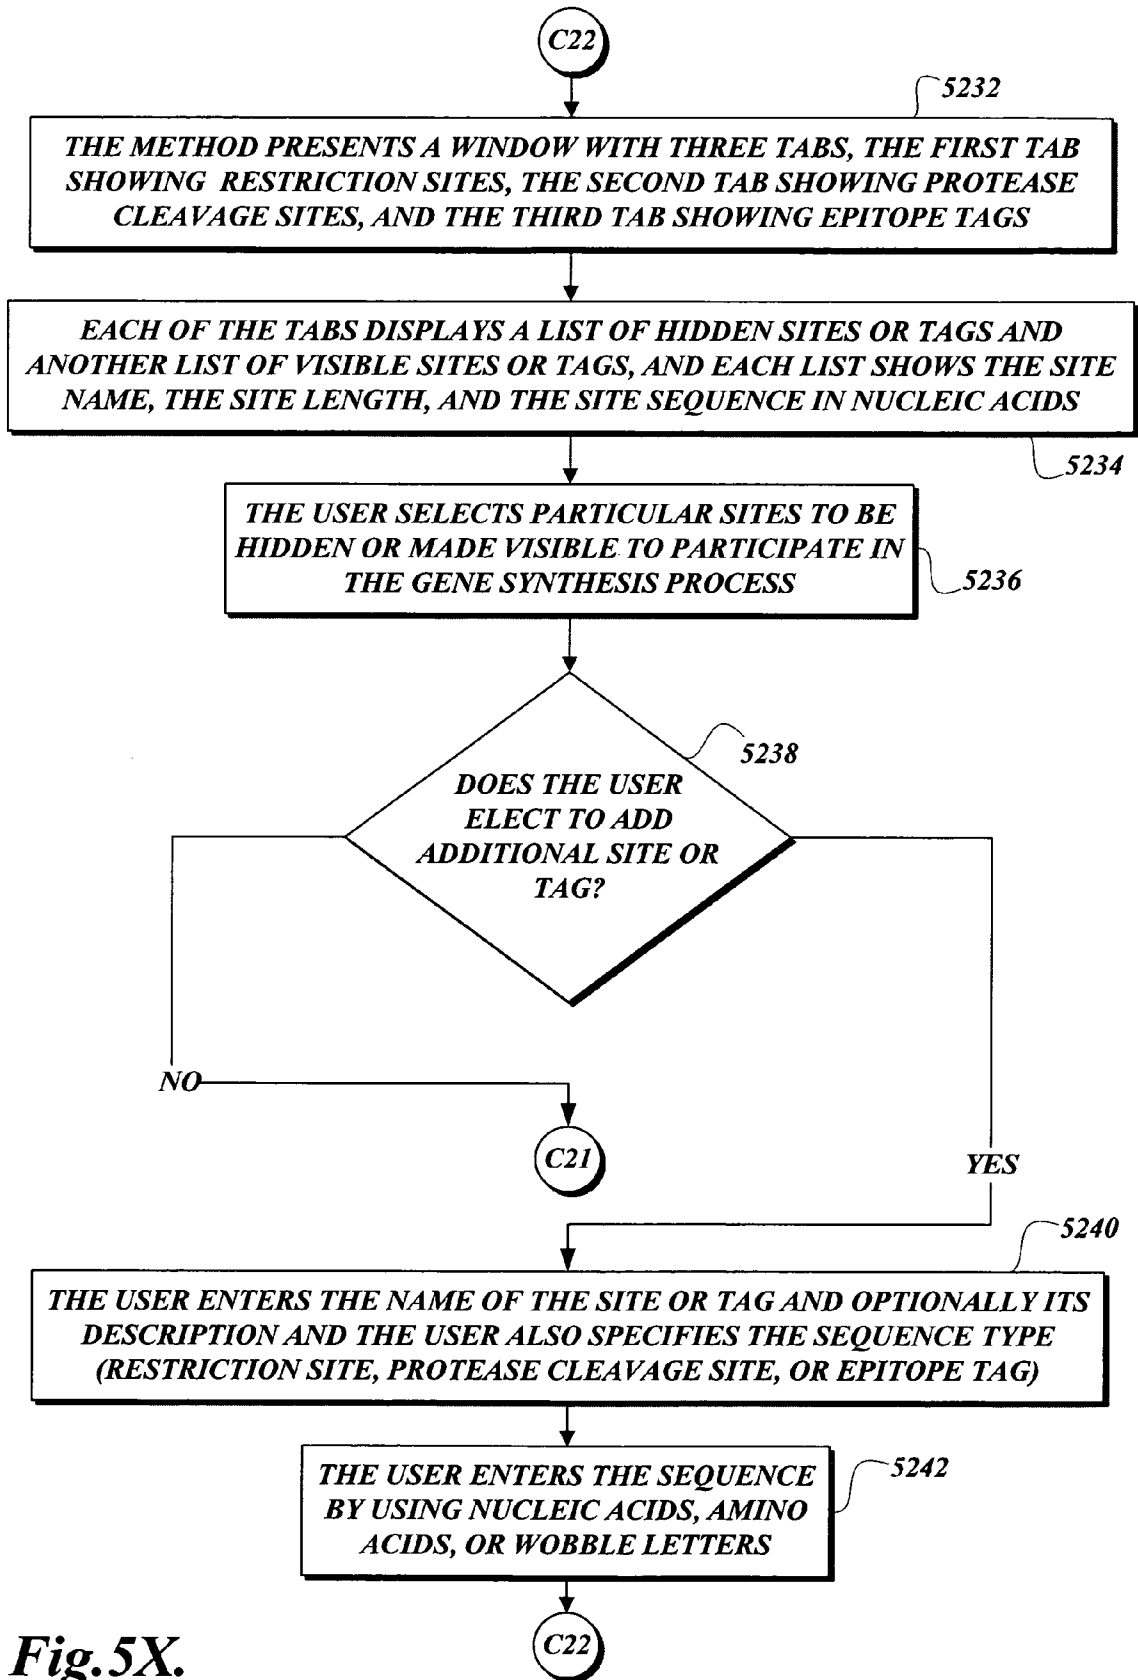 C22
5232
THE METHOD PRESENTS A WINDOW WITH THREE TABS, THE FIRST TAB
SHOWING RESTRICTION SITES, THE SECOND TAB SHOWING PROTEASE
CLEAVAGE SITES, AND THE THIRD TAB SHOWING EPITOPE TAGS
EACH OF THE TABS DISPLAYS A LIST OF HIDDEN SITES OR TAGS AND
ANOTHER LIST OF VISIBLE SITES OR TAGS, AND EACH LIST SHOWS THE SITE
NAME, THE SITE LENGTH, AND THE SITE SEQUENCE IN NUCLEIC ACIDS
5234
THE USER SELECTS PARTICULAR SITES TO BE
HIDDEN OR MADE VISIBLE TO PARTICIPATE IN
THE GENE SYNTHESIS PROCESS
5236
5238
DOES THE USER
ELECT TO ADD
ADDITIONAL SITE OR
TAG?
NO
C21
YES
5240
THE USER ENTERS THE NAME OF THE SITE OR TAG AND OPTIONALLY ITS
DESCRIPTION AND THE USER ALSO SPECIFIES THE SEQUENCE TYPE
(RESTRICTION SITE, PROTEASE CLEAVAGE SITE, OR EPITOPE TAG)
5242
THE USER ENTERS THE SEQUENCE
BY USING NUCLEIC ACIDS, AMINO
ACIDS, OR WOBBLE LETTERS
C22
Fig.5X.